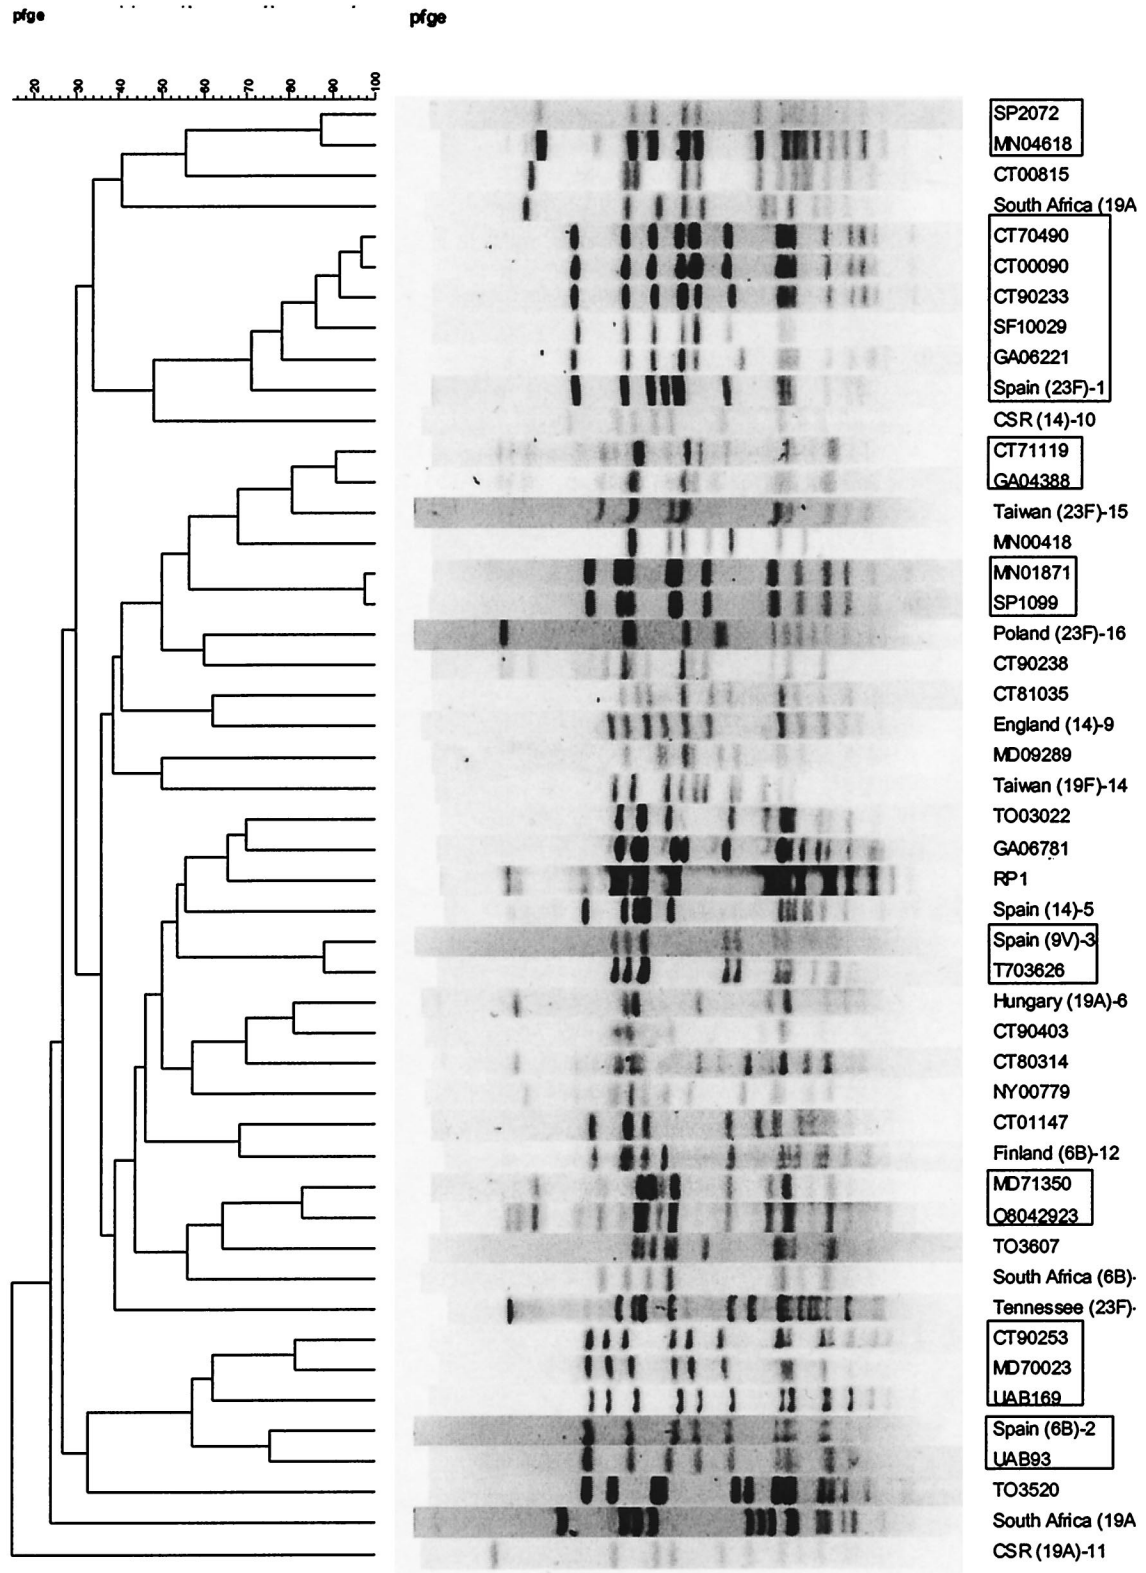 pfge
pfge
20 30 40 50 60 70 80 90 100
SP2072
MN04618
CT00815
South Africa (19A
CT70490
CT00090
CT90233
SF10029
GA06221
Spain (23F)-1
CSR (14)-10
CT71119
GA04388
Taiwan (23F)-15
MN00418
MN01871
SP1099
Poland (23F)-16
CT90238
CT81035
England (14)-9
MD09289
Taiwan (19F)-14
TO03022
GA06781
RP1
Spain (14)-5
Spain (9V)-3
T703626
Hungary (19A)-6
CT90403
CT80314
NY00779
CT01147
Finland (6B)-12
MD71350
O8042923
TO3607
South Africa (6B)-
Tennessee (23F)-
CT90253
MD70023
UAB169
Spain (6B)-2
UAB93
TO3520
South Africa (19A
CSR (19A)-11